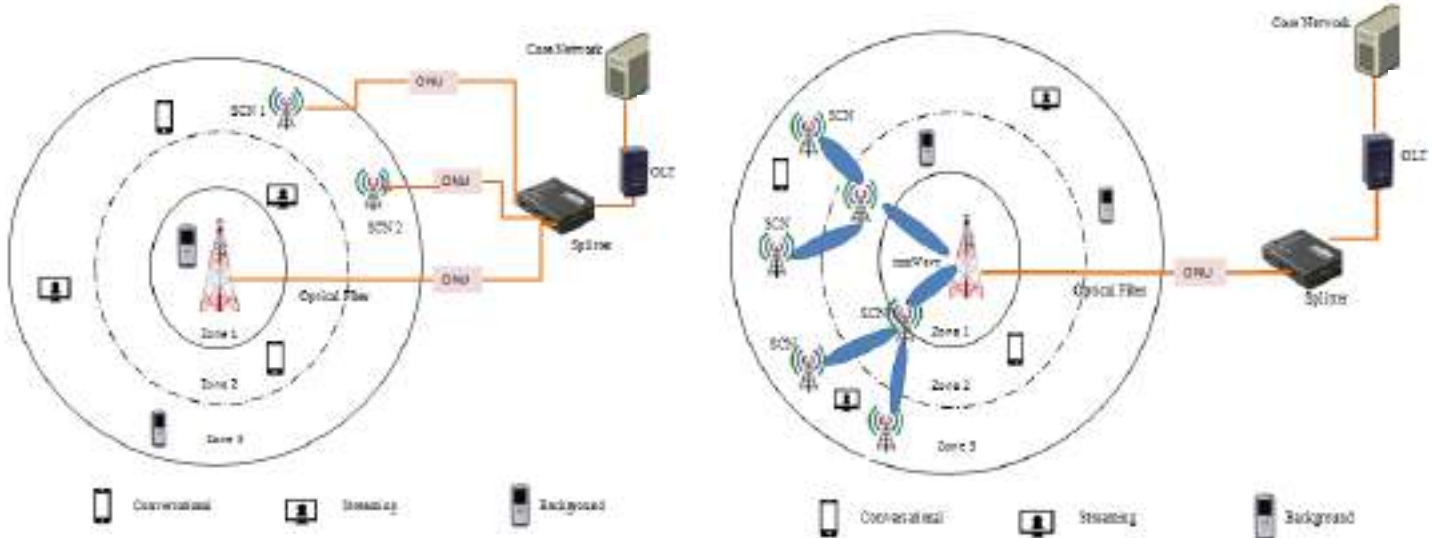 Core Network
ONU
SCN 1
ONU
OLT
SCN 2
Splitter
ONU
Optical Fiber
Zone 1
Zone 2
Zone 3
Conversational
Streaming
Background
Core Network
SCN
OLT
mmWave
ONU
Optical Fiber
Splitter
SCN
Zone 1
SCN
Zone 2
Zone 3
Conversational
Streaming
Background